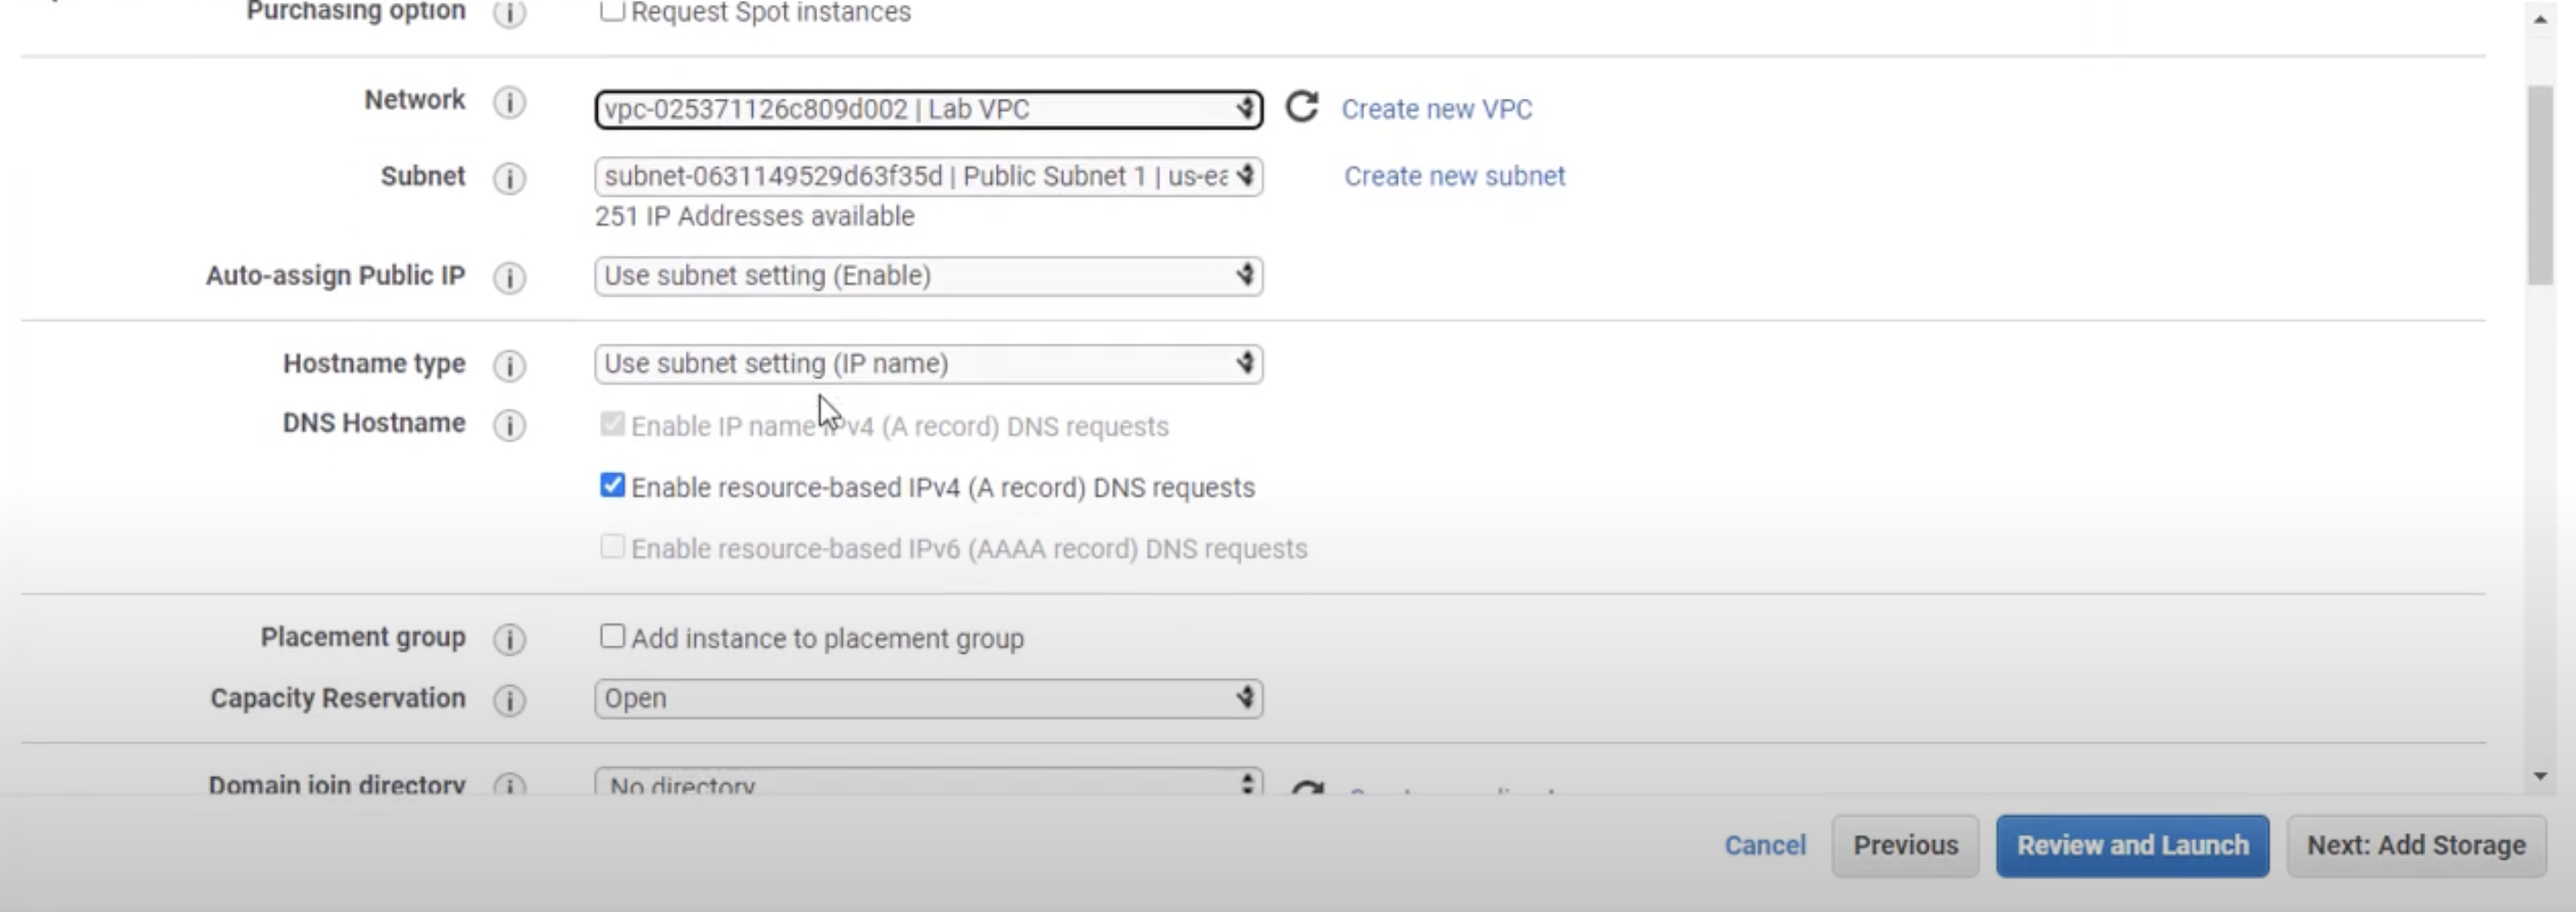 Purchasing option Request Spot instances
Network vpc-025371126c809d002 | Lab VPC Create new VPC
Subnet subnet-0631149529d63f35d | Public Subnet 1 | us-ea Create new subnet
251 IP Addresses available
Auto-assign Public IP Use subnet setting (Enable)
Hostname type Use subnet setting (IP name)
DNS Hostname Enable IP name IPv4 (A record) DNS requests
Enable resource-based IPv4 (A record) DNS requests
Enable resource-based IPv6 (AAAA record) DNS requests
Placement group Add instance to placement group
Capacity Reservation Open
Domain join directory No directory
Cancel Previous Review and Launch Next: Add Storage